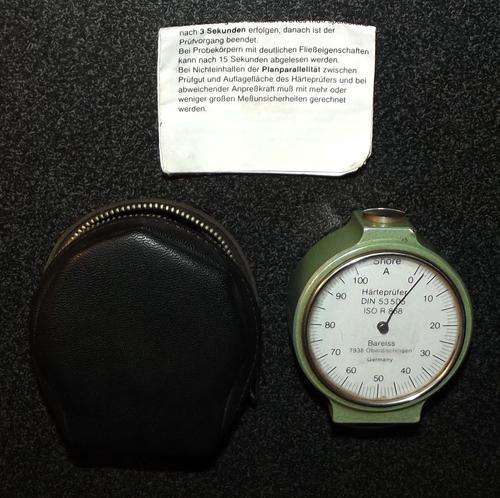 nach 3 Sekunden erfolgen, danach ist der
Prüfvorgang beendet.
Bei Probekörpern mit deutlichen Fließeigenschaften
kann nach 15 Sekunden abgelesen werden.
Bei Nichteinhalten der Planparallelität zwischen
Prüfgut und Auflagefläche des Härteprüfers und bei
abweichender Anpreßkraft muß mit mehr oder
weniger großen Meßunsicherheiten gerechnet
werden.
Shore
A
100 0
90 10
Härteprüfer
DIN 53 505
ISO R 868
80 20
Bareiss
7938 Oberdischingen
70 30
Germany
60 40
50